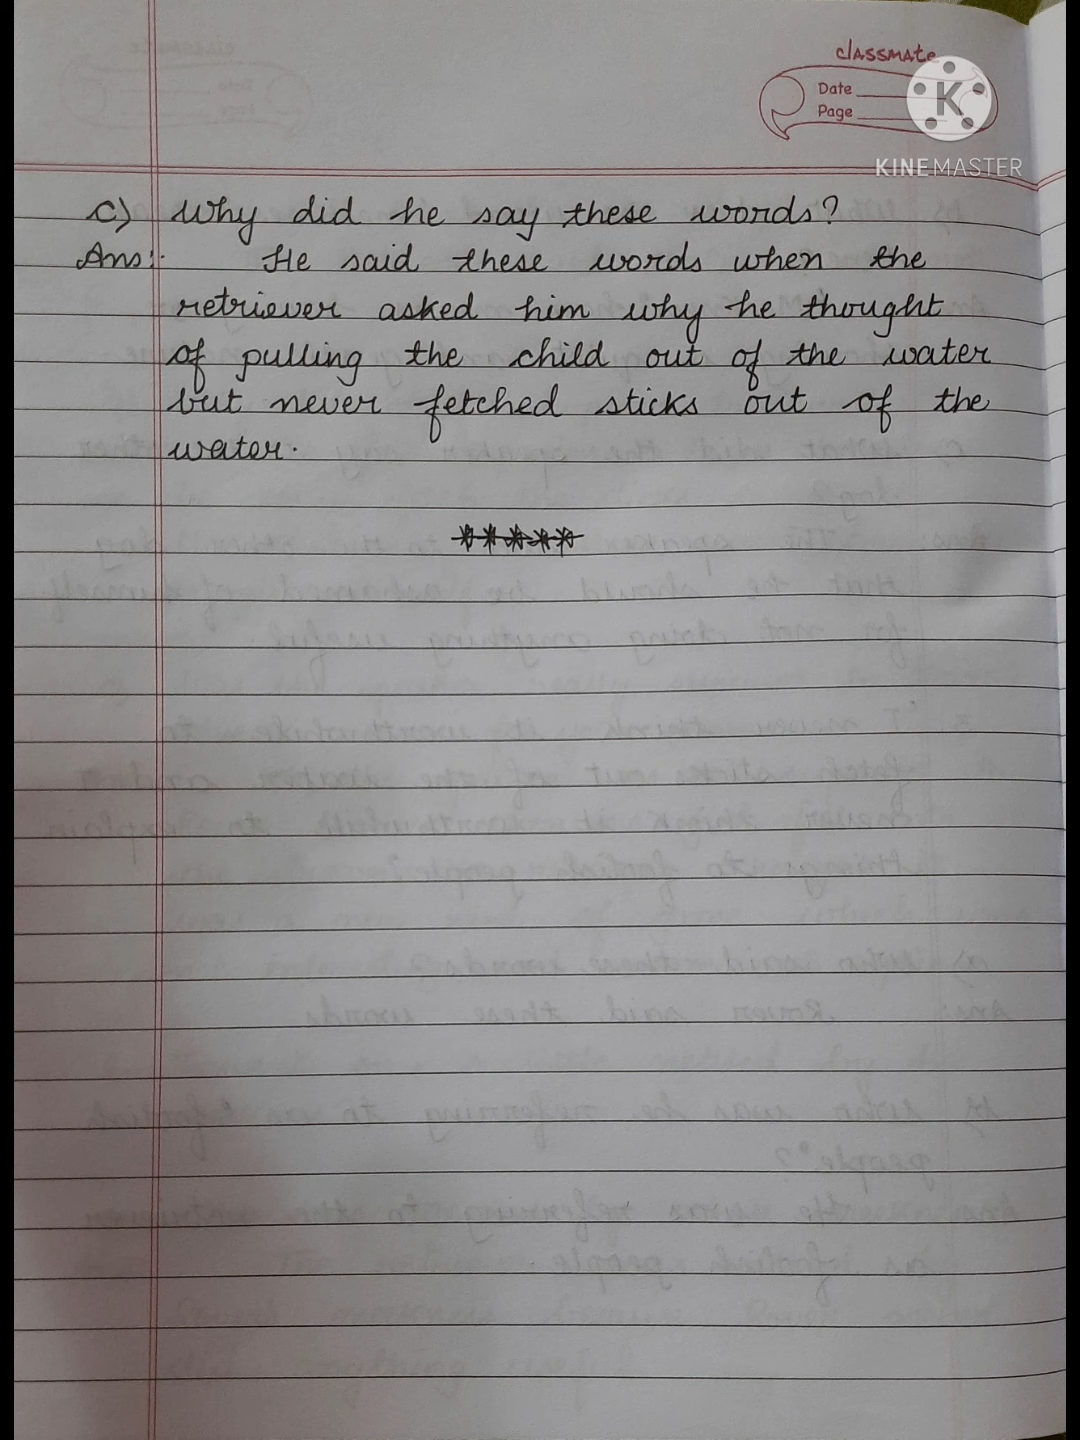 classmate
Date
Page
K
KINEMASTER
c) Why did he say these words?
Ans:. He said these words when the
retriever asked him why he thought
of pulling the child out of the water
but never fetched sticks out of the
water.
*****